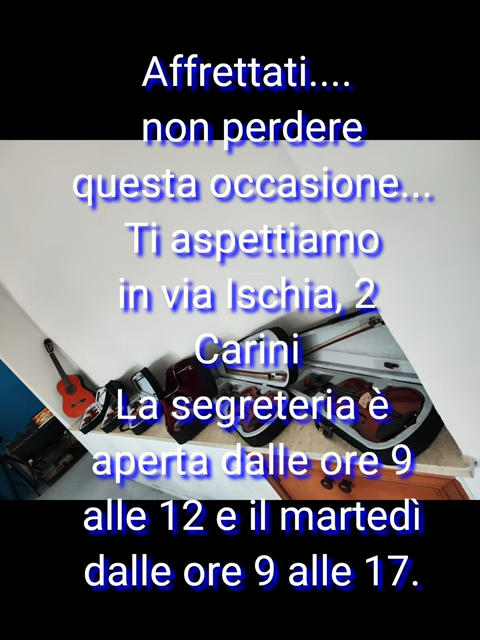 Affrettati....
non perdere
questa occasione...
Ti aspettiamo
in via Ischia, 2
Carini
La segreteria è
aperta dalle ore 9
alle 12 e il martedì
dalle ore 9 alle 17.